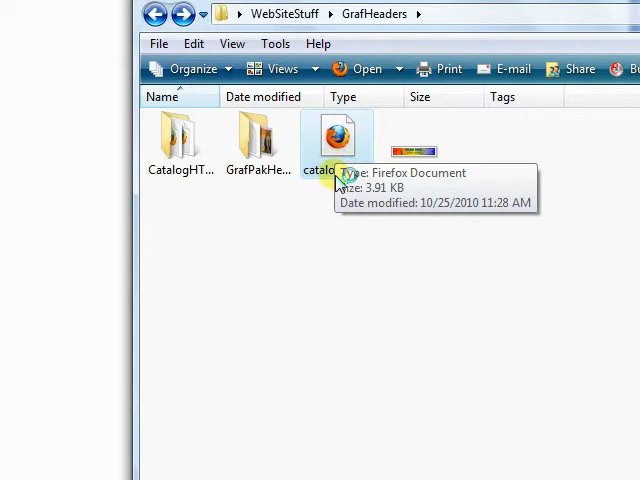 WebSiteStuff GrafHeaders
File Edit View Tools Help
Organize Views Open Print E-mail Share
Name Date modified Type Size Tags
CatalogHT... GrafPakHe... catalo
Type: Firefox Document
Size: 3.91 KB
Date modified: 10/25/2010 11:28 AM